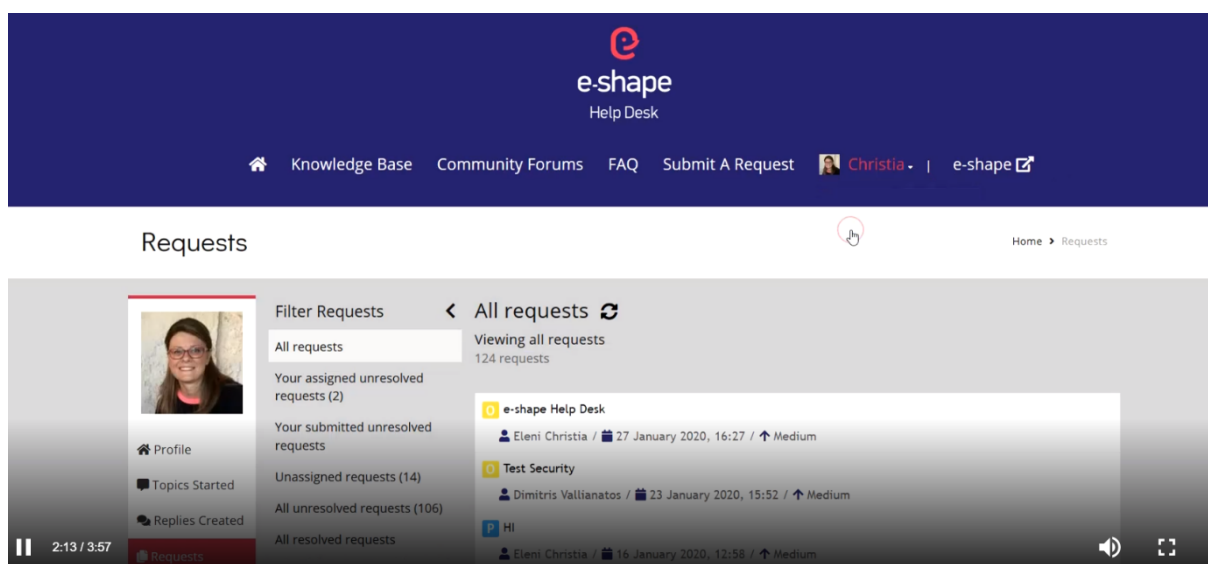 e-shape
Help Desk
Knowledge Base Community Forums FAQ Submit A Request Christia | e-shape
Requests
Home > Requests
Filter Requests
All requests
Your assigned unresolved
requests (2)
Your submitted unresolved
requests
Unassigned requests (14)
All unresolved requests (106)
All resolved requests
Profile
Topics Started
Replies Created
Requests
All requests
Viewing all requests
124 requests
O e-shape Help Desk
Eleni Christia / 27 January 2020, 16:27 / Medium
O Test Security
Dimitris Vallianatos / 23 January 2020, 15:52 / Medium
P HI
Eleni Christia / 16 January 2020, 12:58 / Medium
2:13 / 3:57